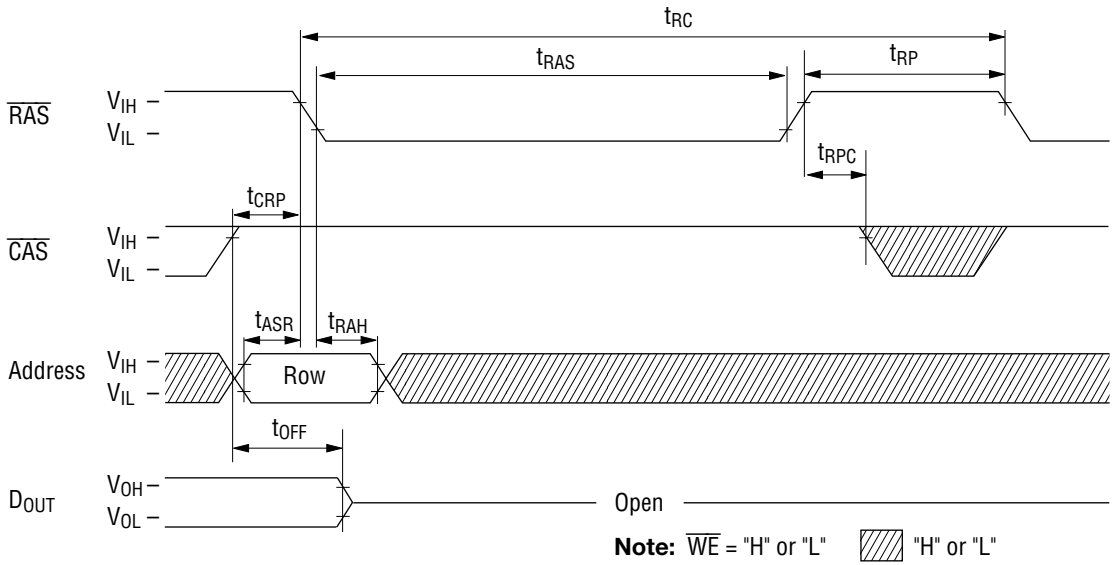 tRC
tRAS
tRP
RAS
VIH
VIL
tRPC
tCRP
CAS
VIH
VIL
tASR
tRAH
Address
VIH
VIL
Row
tOFF
DOUT
VOH
VOL
Open
Note: WE = "H" or "L" "H" or "L"